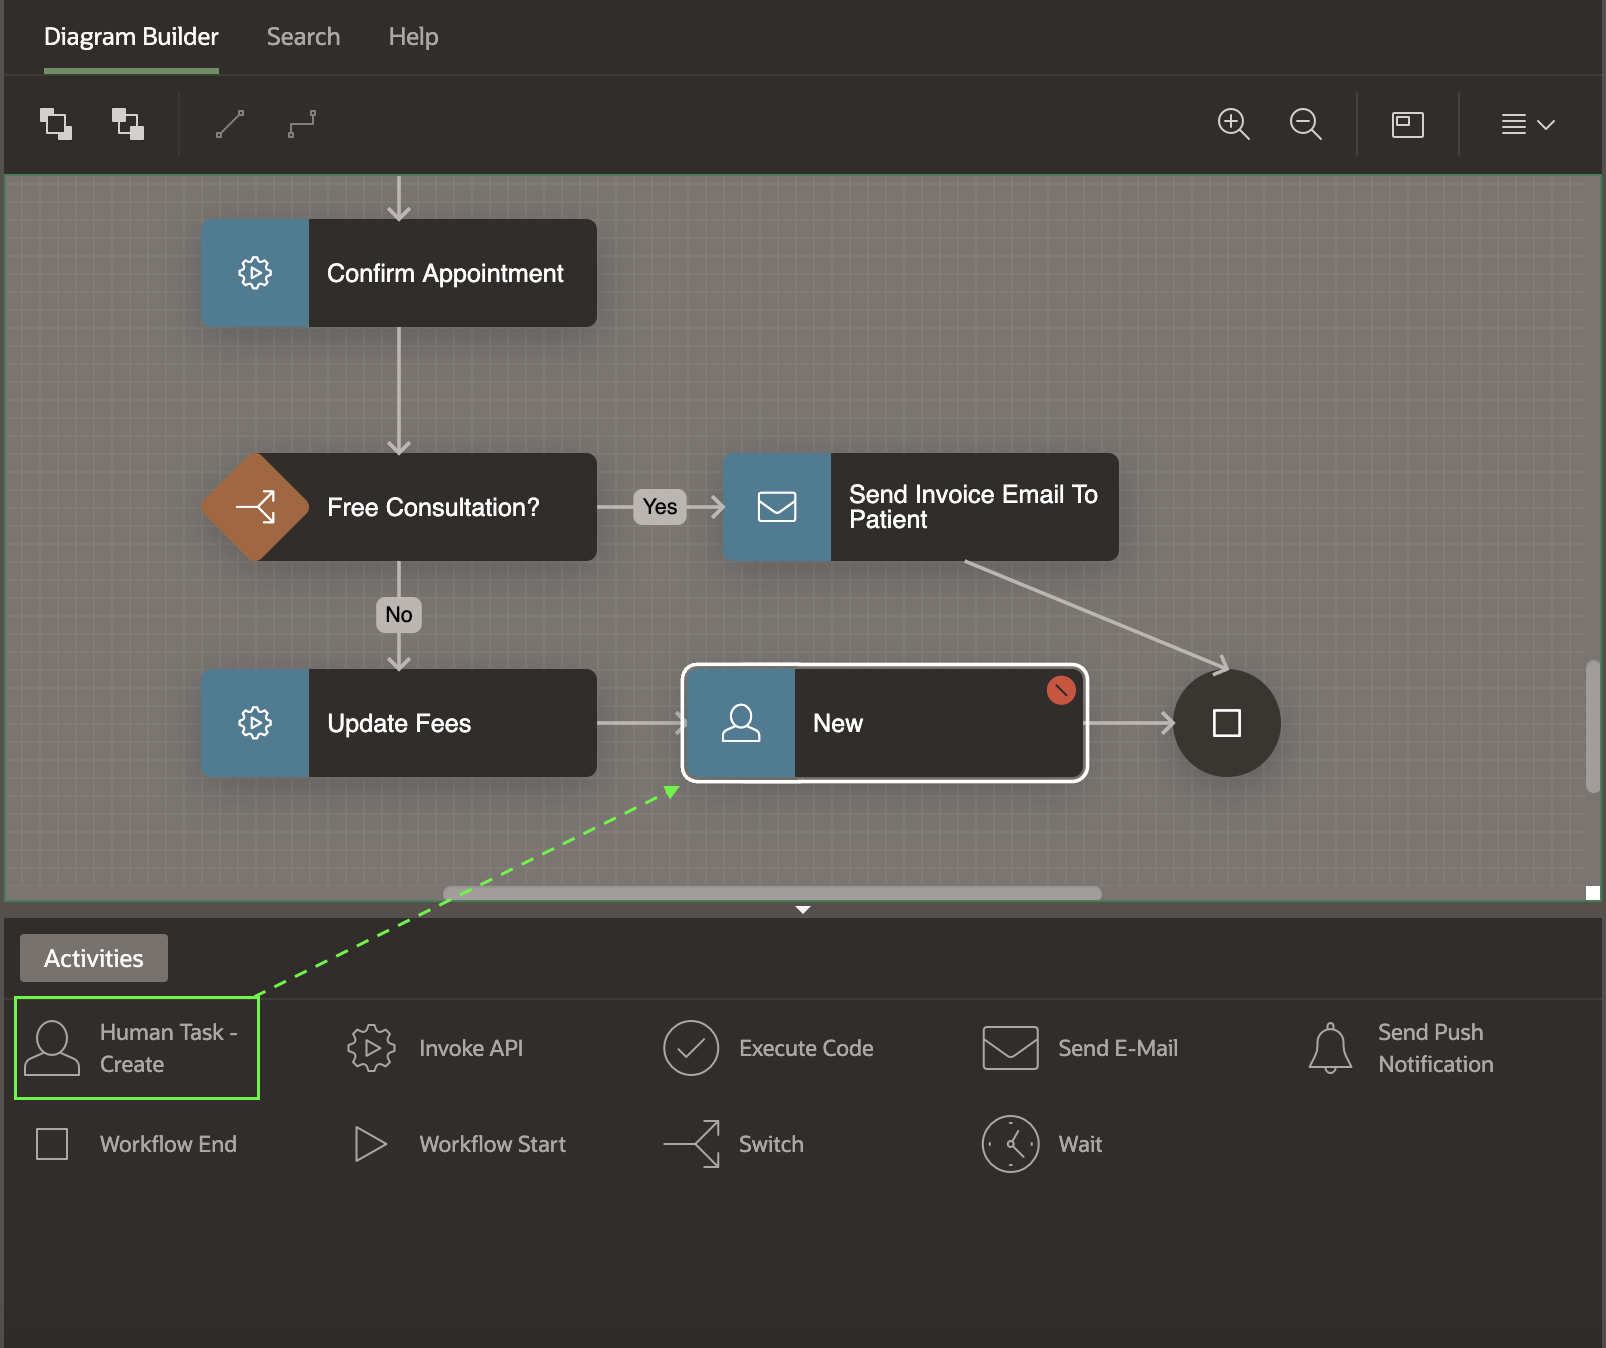 Diagram Builder
Search
Help
Confirm Appointment
Free Consultation?
Yes
Send Invoice Email To
Patient
No
Update Fees
New
Activities
Human Task -
Create
Invoke API
Execute Code
Send E-Mail
Send Push
Notification
Workflow End
Workflow Start
Switch
Wait